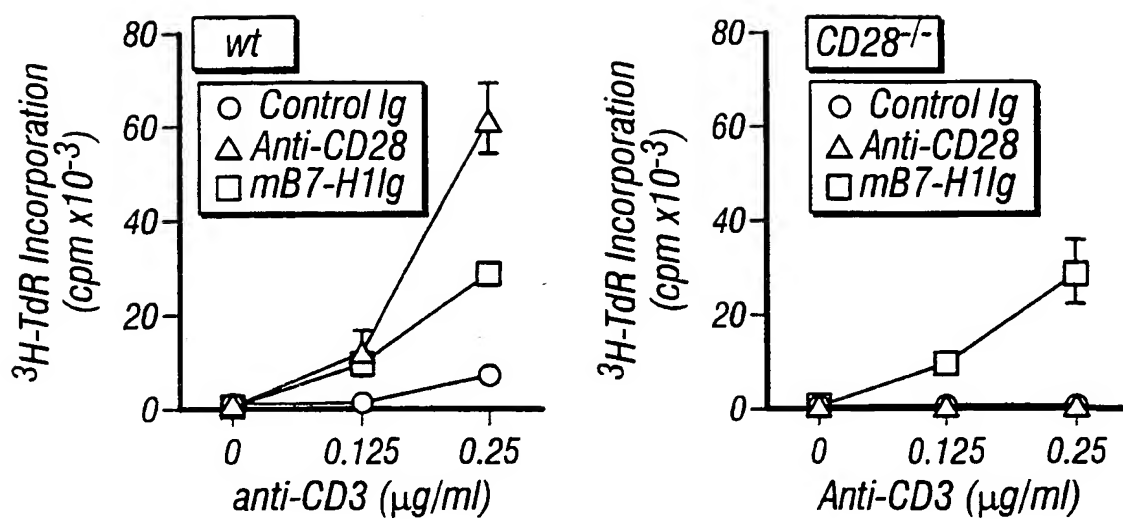 wt
Control Ig
Anti-CD28
mB7-H1Ig
³H-TdR Incorporation
(cpm x10⁻³)
80
60
40
20
0
0 0.125 0.25
anti-CD3 (µg/ml)
CD28⁻/⁻
Control Ig
Anti-CD28
mB7-H1Ig
³H-TdR Incorporation
(cpm x10⁻³)
80
60
40
20
0
0 0.125 0.25
Anti-CD3 (µg/ml)